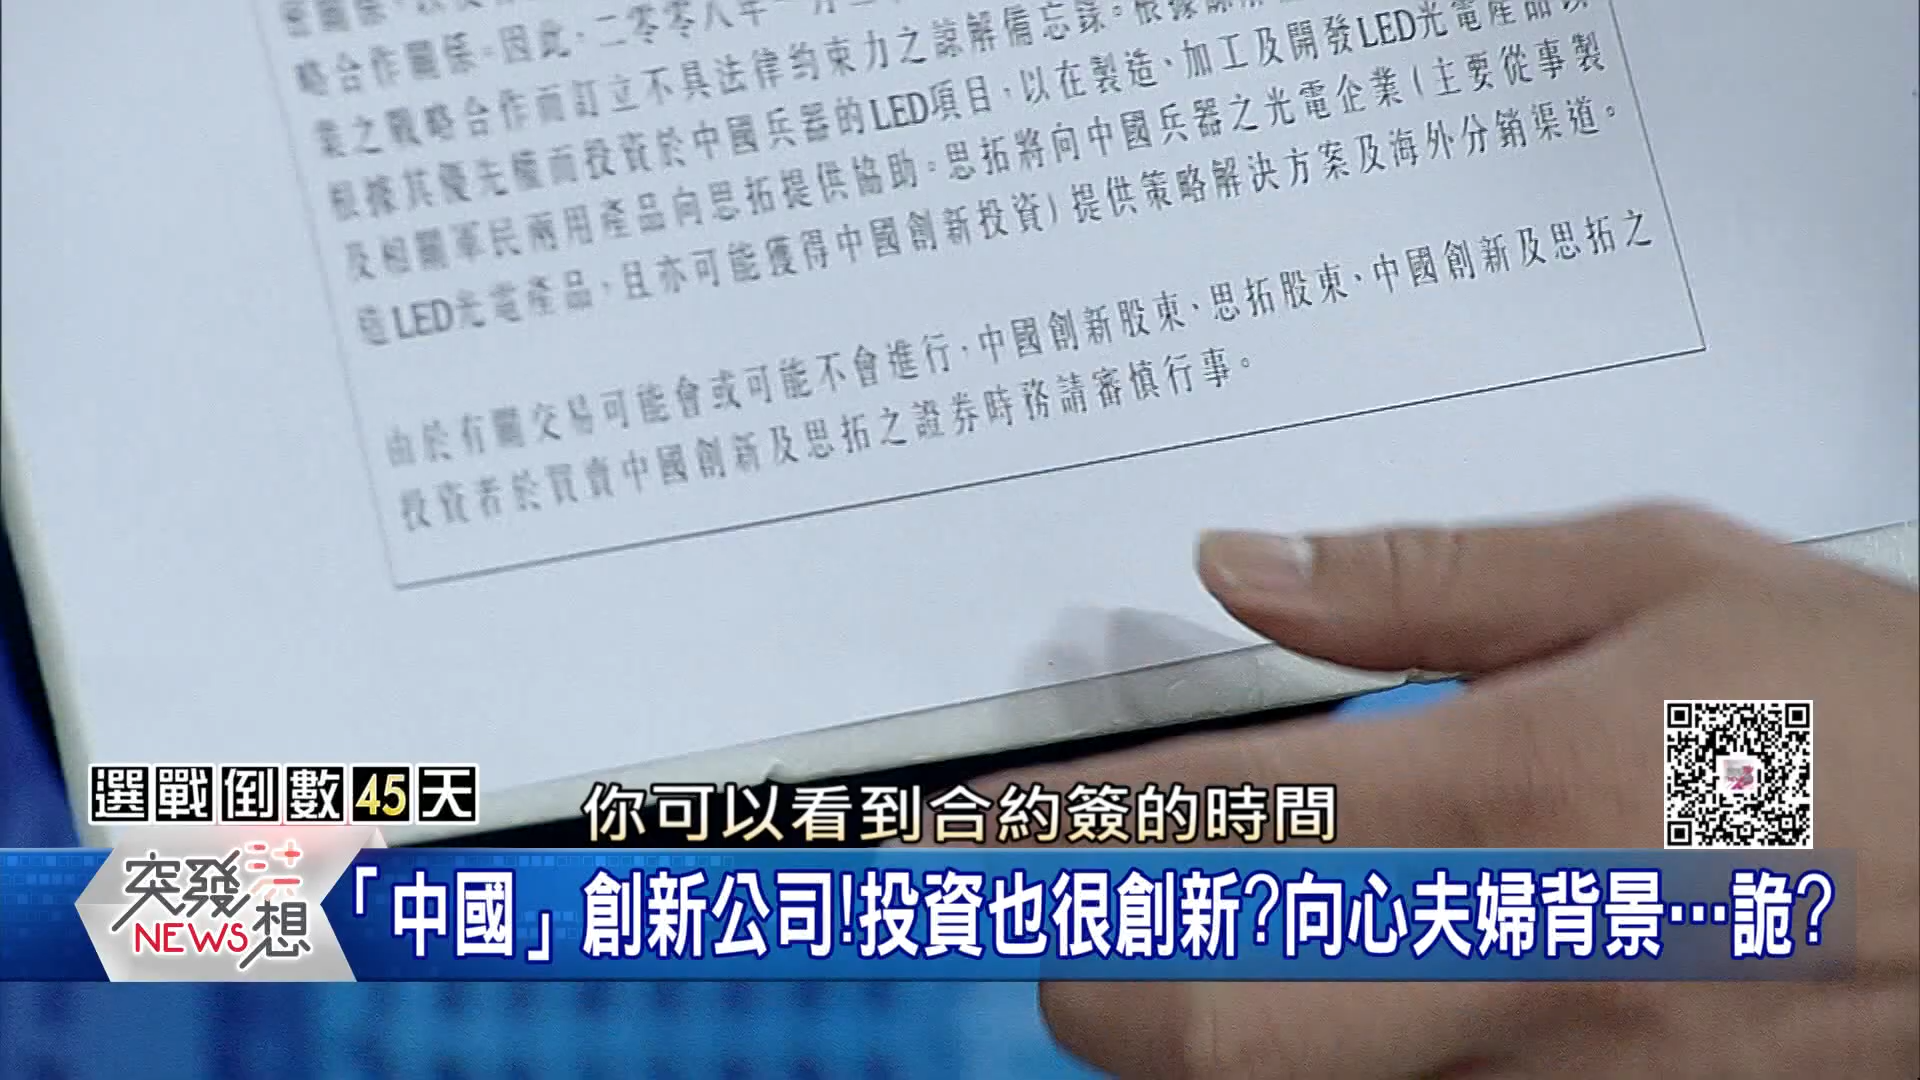 略合作關係。因此，二零零八年一月二
業之戰略合作而訂立不具法律約束力之諒解備忘錄。根據諒解
根據其優先權而投資於中國兵器的LED項目，以在製造、加工及開發LED光電產品以
及相關軍民兩用產品向思拓提供協助。思拓將向中國兵器之光電企業（主要從事製
造LED光電產品，且亦可能獲得中國創新投資）提供策略解決方案及海外分銷渠道。
由於有關交易可能會或可能不會進行，中國創新股東、思拓股東、中國創新及思拓之
投資者於買賣中國創新及思拓之證券時務請審慎行事。
選戰倒數45天
你可以看到合約簽的時間
突發琪想
NEWS
「中國」創新公司!投資也很創新?向心夫婦背景…詭?